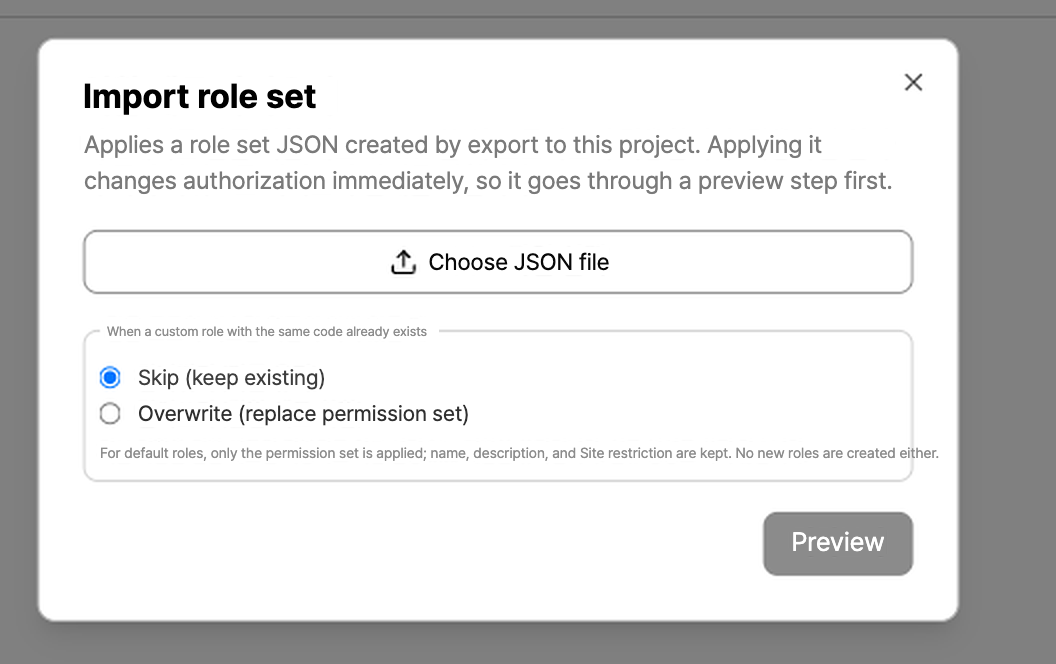 Import role set
Applies a role set JSON created by export to this project. Applying it
changes authorization immediately, so it goes through a preview step first.
Choose JSON file
When a custom role with the same code already exists
Skip (keep existing)
Overwrite (replace permission set)
For default roles, only the permission set is applied; name, description, and Site restriction are kept. No new roles are created either.
Preview